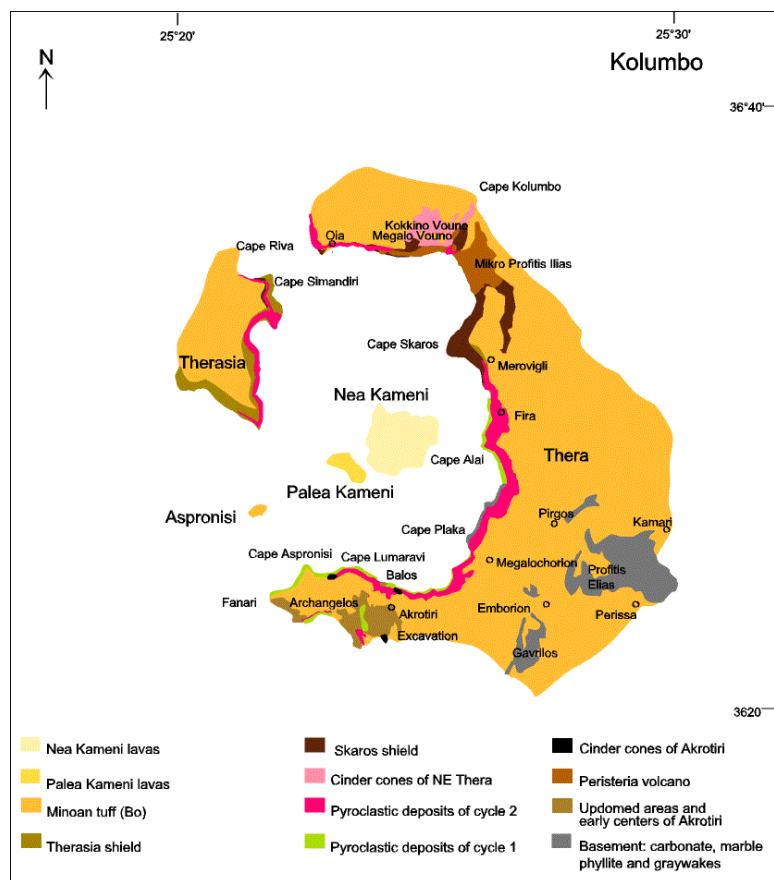 25°20'
25°30'
N
Kolumbo
36°40'
Cape Kolumbo
Kokkino Vouno
Megalo Vouno
Oia
Cape Riva
Mikro Profitis Ilias
Cape Simandiri
Cape Skaros
Therasia
Merovigli
Nea Kameni
Fira
Cape Alai
Thera
Palea Kameni
Aspronisi
Pirgos
Kamari
Cape Plaka
Cape Aspronisi
Cape Lumaravi
Megalochorion
Balos
Profitis
Elias
Fanari
Archangelos
Akrotiri
Emborion
Perissa
Excavation
Gavrilos
3620
Nea Kameni lavas
Palea Kameni lavas
Minoan tuff (Bo)
Therasia shield
Skaros shield
Cinder cones of NE Thera
Pyroclastic deposits of cycle 2
Pyroclastic deposits of cycle 1
Cinder cones of Akrotiri
Peristeria volcano
Updomed areas and
early centers of Akrotiri
Basement: carbonate, marble
phyllite and graywakes